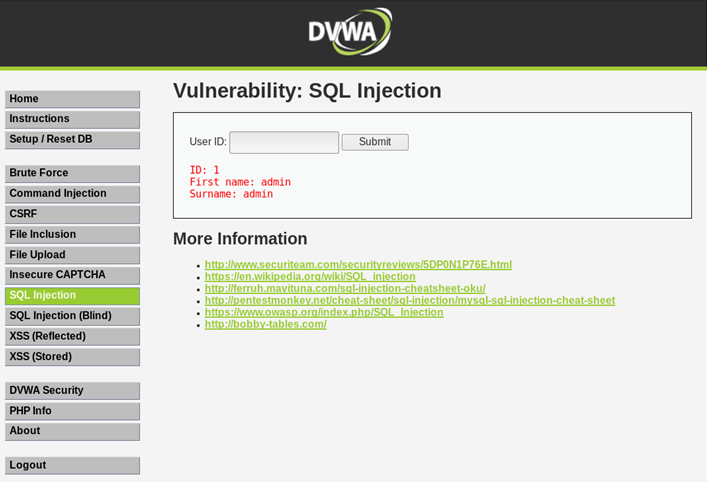 DVWA
Vulnerability: SQL Injection
Home
Instructions
Setup / Reset DB
Brute Force
Command Injection
CSRF
File Inclusion
File Upload
Insecure CAPTCHA
SQL Injection
SQL Injection (Blind)
XSS (Reflected)
XSS (Stored)
DVWA Security
PHP Info
About
Logout
User ID: Submit
ID: 1
First name: admin
Surname: admin
More Information
http://www.securiteam.com/securityreviews/5DP0N1P76E.html
https://en.wikipedia.org/wiki/SQL_injection
http://ferruh.mavituna.com/sql-injection-cheatsheet-oku/
http://pentestmonkey.net/cheat-sheet/sql-injection/mysql-sql-injection-cheat-sheet
https://www.owasp.org/index.php/SQL_Injection
http://bobby-tables.com/